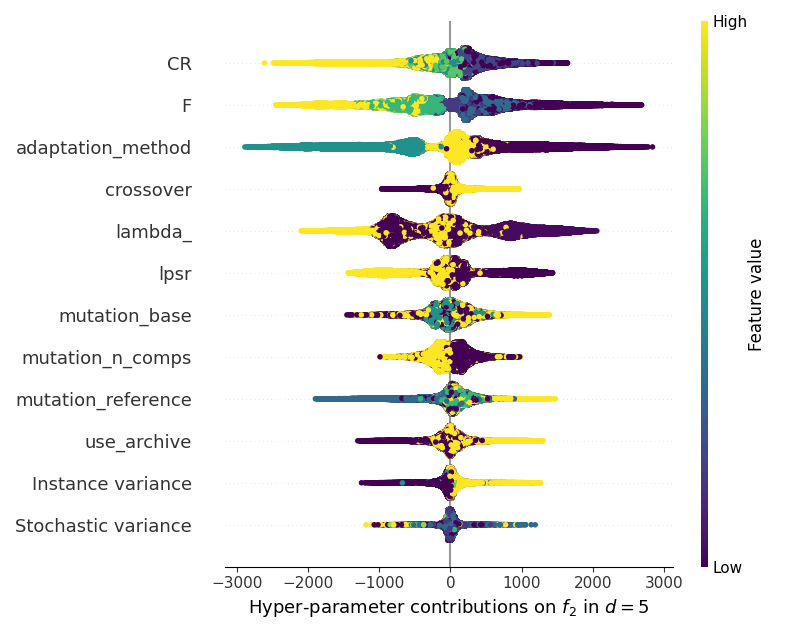 High
CR
F
adaptation_method
crossover
lambda_
lpsr
mutation_base
mutation_n_comps
mutation_reference
use_archive
Instance variance
Stochastic variance
Feature value
Low
−3000 −2000 −1000 0 1000 2000 3000
Hyper-parameter contributions on f₂ in d = 5